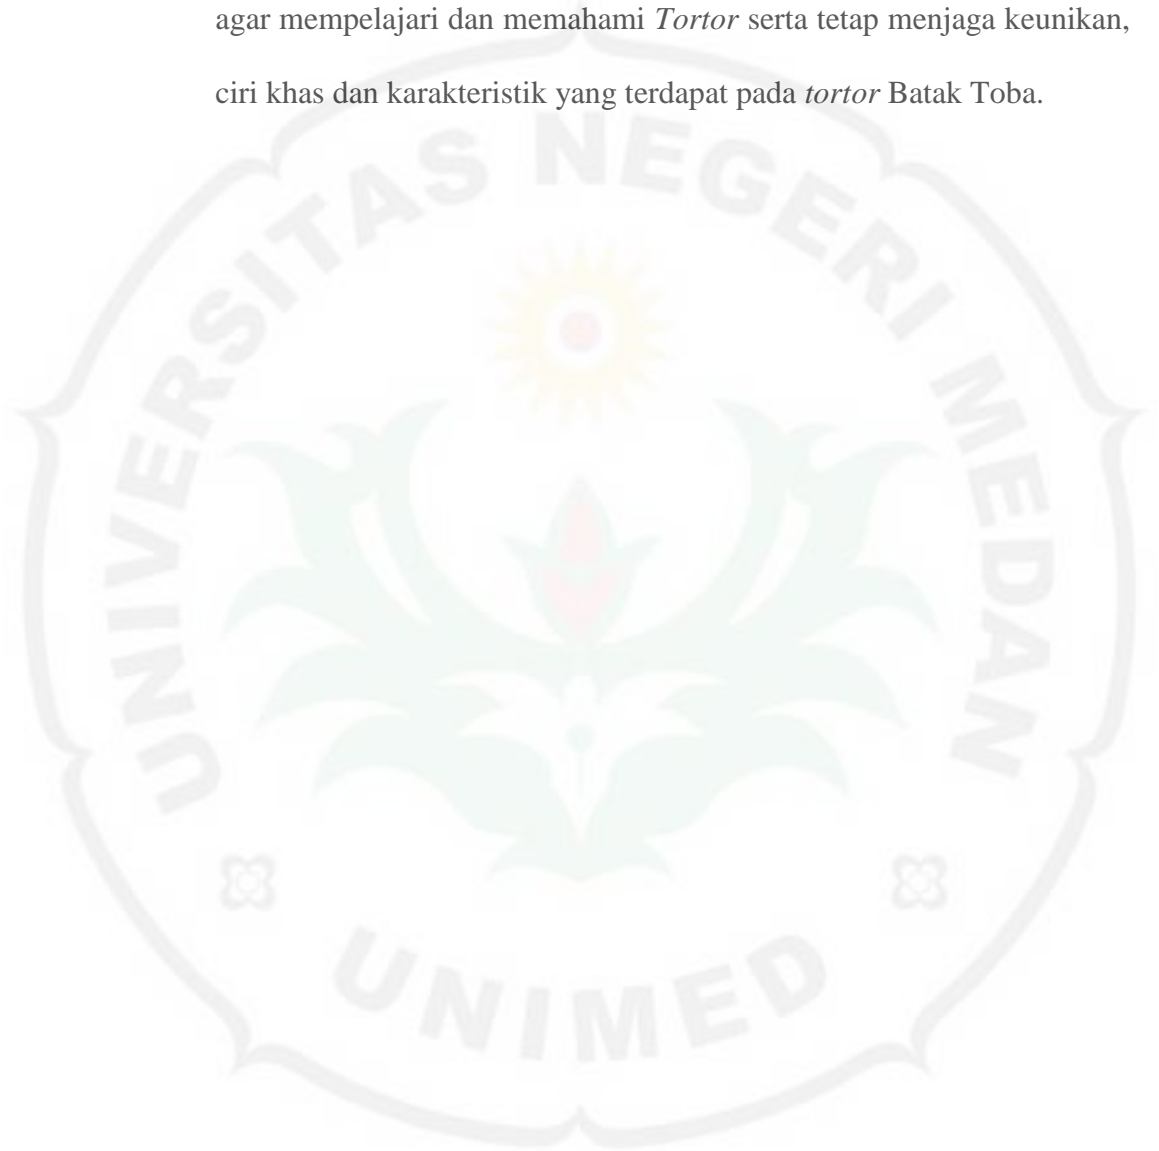 agar mempelajari dan memahami Tortor serta tetap menjaga keunikan,
ciri khas dan karakteristik yang terdapat pada tortor Batak Toba.
UNIVERSITAS NEGERI MEDAN
UNIMED